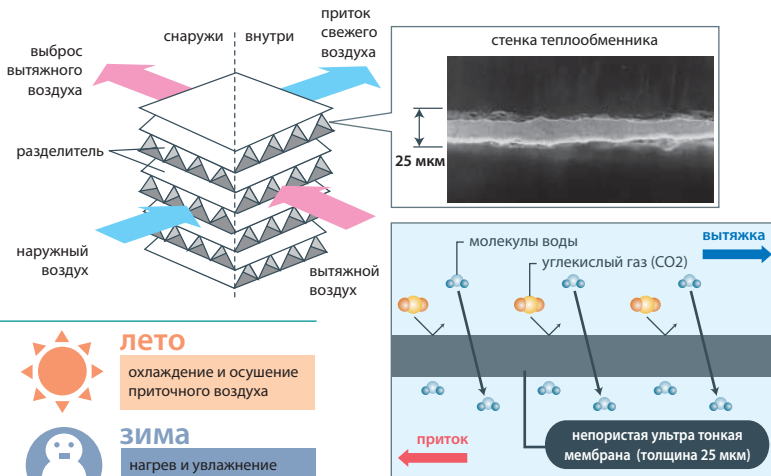 снаружи
внутри
приток
свежего
воздуха
выброс
вытяжного
воздуха
разделитель
наружный
воздух
вытяжной
воздух
стенка теплообменника
25 мкм
молекулы воды
углекислый газ (CO2)
вытяжка
приток
непористая ультра тонкая
мембрана (толщина 25 мкм)
лето
охлаждение и осушение
приточного воздуха
зима
нагрев и увлажнение